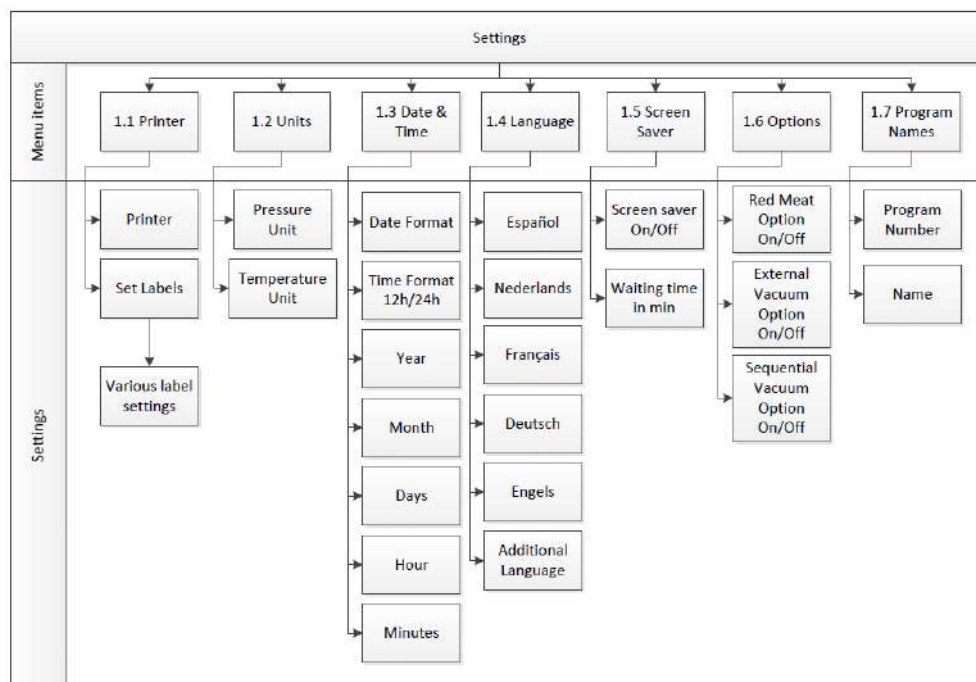 Settings
Menu items
1.1 Printer
1.2 Units
1.3 Date &
Time
1.4 Language
1.5 Screen
Saver
1.6 Options
1.7 Program
Names
Settings
Printer
Set Labels
Various label
settings
Pressure
Unit
Temperature
Unit
Date Format
Time Format
12h/24h
Year
Month
Days
Hour
Minutes
Español
Nederlands
Français
Deutsch
Engels
Additional
Language
Screen saver
On/Off
Waiting time
in min
Red Meat
Option
On/Off
External
Vacuum
Option
On/Off
Sequential
Vacuum
Option
On/Off
Program
Number
Name